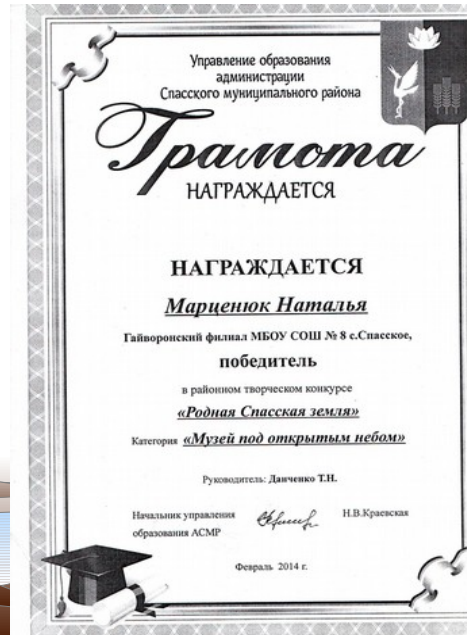 Управление образования
администрации
Спасского муниципального района
Грамота
НАГРАЖДАЕТСЯ
НАГРАЖДАЕТСЯ
Марценюк Наталья
Гайворонский филиал МБОУ СОШ № 8 с.Спасское,
победитель
в районном творческом конкурсе
«Родная Спасская земля»
Категория «Музей под открытым небом»
Руководитель: Данченко Т.Н.
Начальник управления
образования АСМР
Н.В.Краевская
Февраль 2014 г.